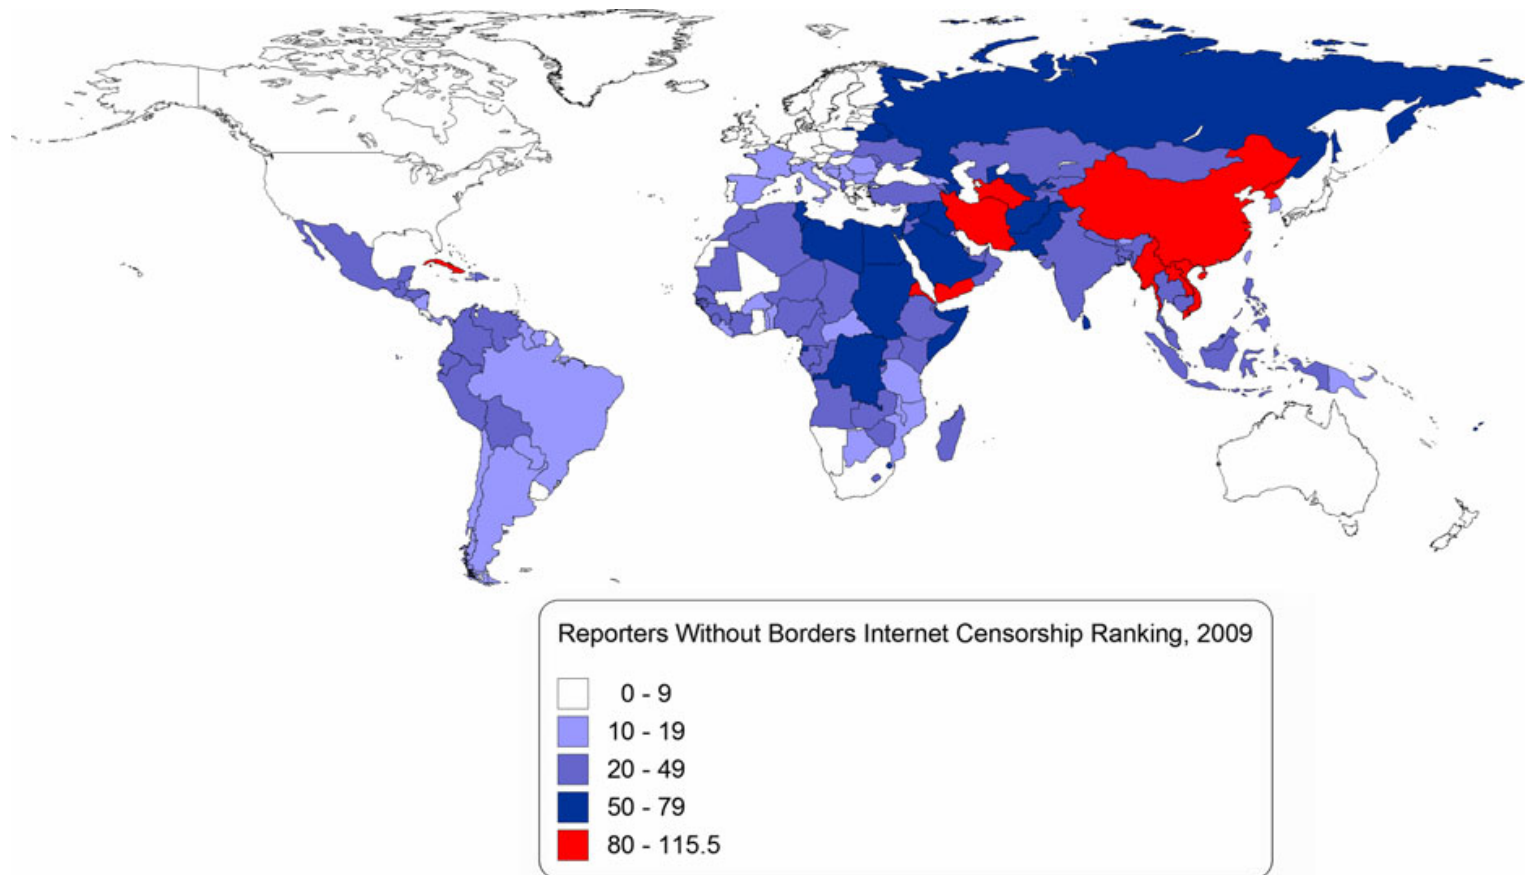 Reporters Without Borders Internet Censorship Ranking, 2009
0 - 9
10 - 19
20 - 49
50 - 79
80 - 115.5